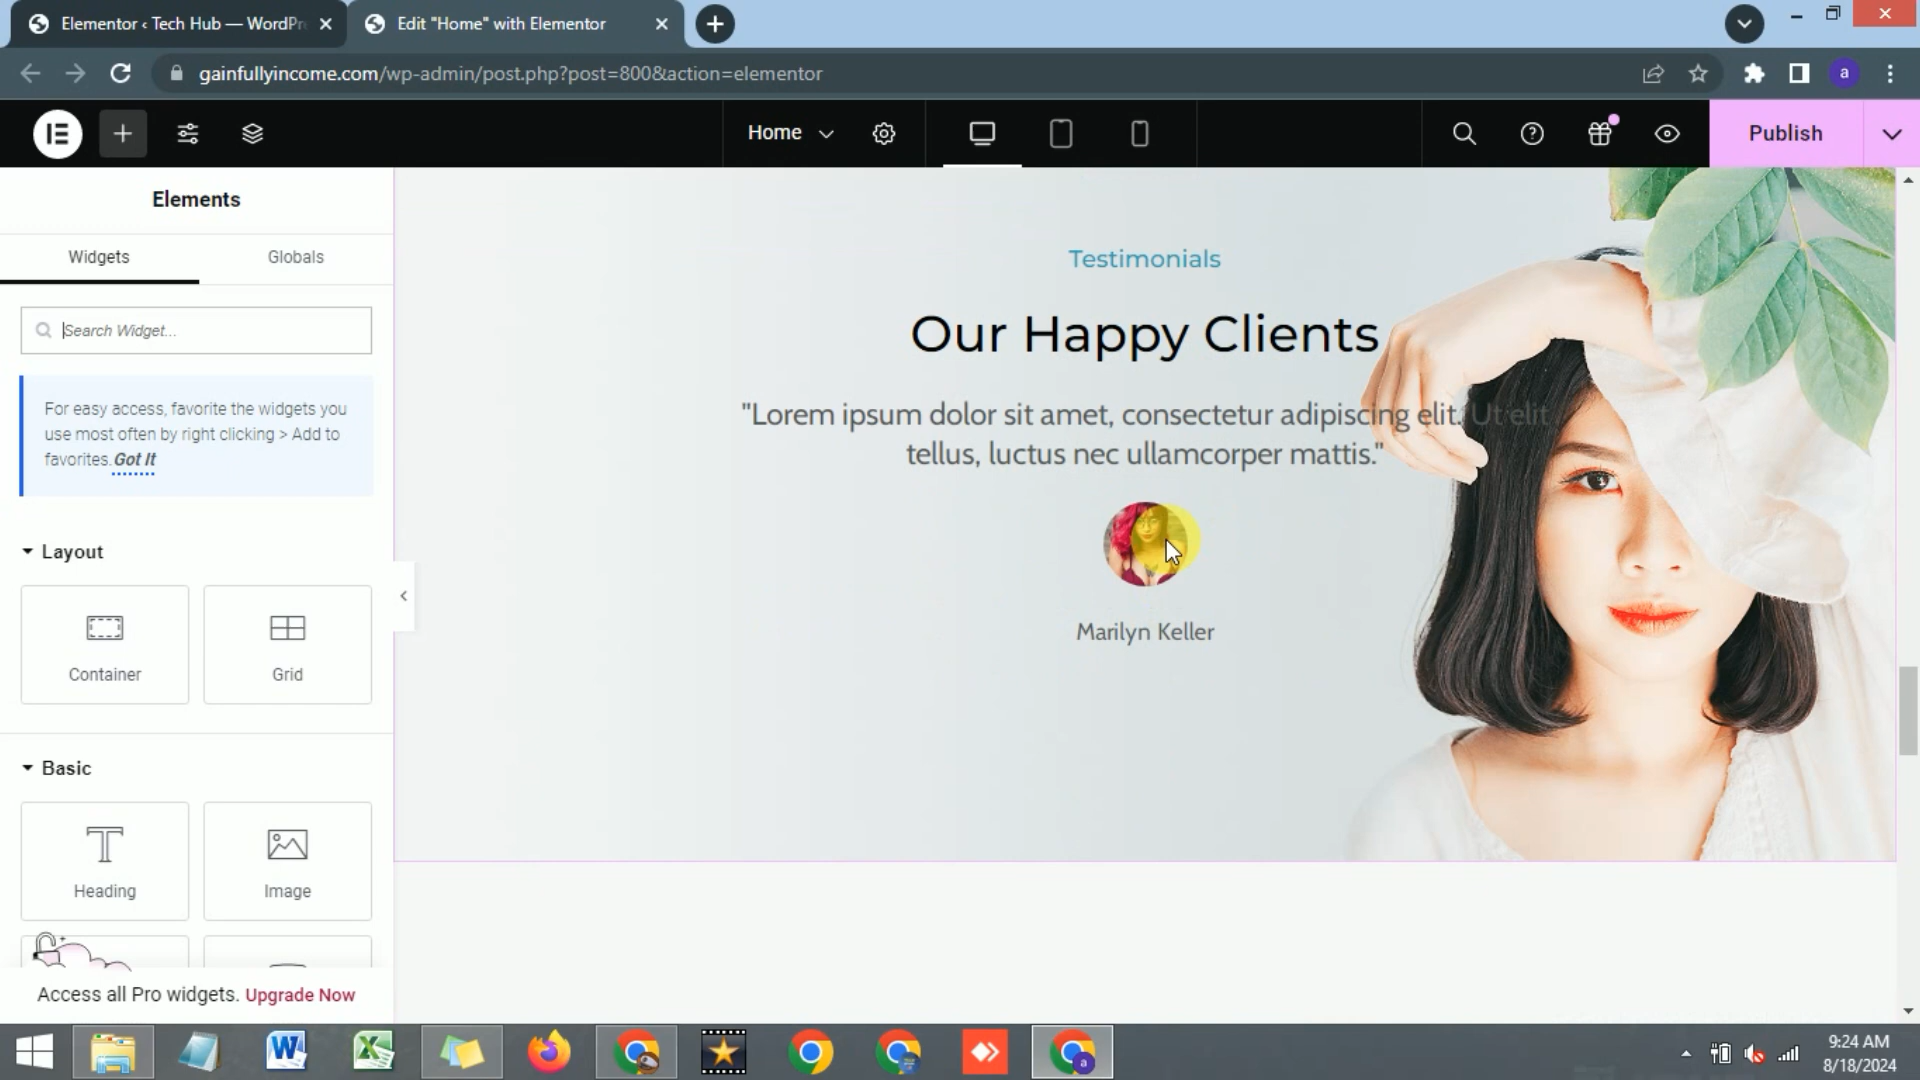 Elementor ‹ Tech Hub — WordPr
Edit "Home" with Elementor
gainfullyincome.com/wp-admin/post.php?post=800&action=elementor
a
Home
Publish
Elements
Widgets
Globals
Search Widget...
For easy access, favorite the widgets you
use most often by right clicking > Add to
favorites. Got It
Layout
Container
Grid
Basic
Heading
Image
Access all Pro widgets. Upgrade Now
Testimonials
Our Happy Clients
"Lorem ipsum dolor sit amet, consectetur adipiscing elit. Ut elit
tellus, luctus nec ullamcorper mattis."
Marilyn Keller
9:24 AM
8/18/2024